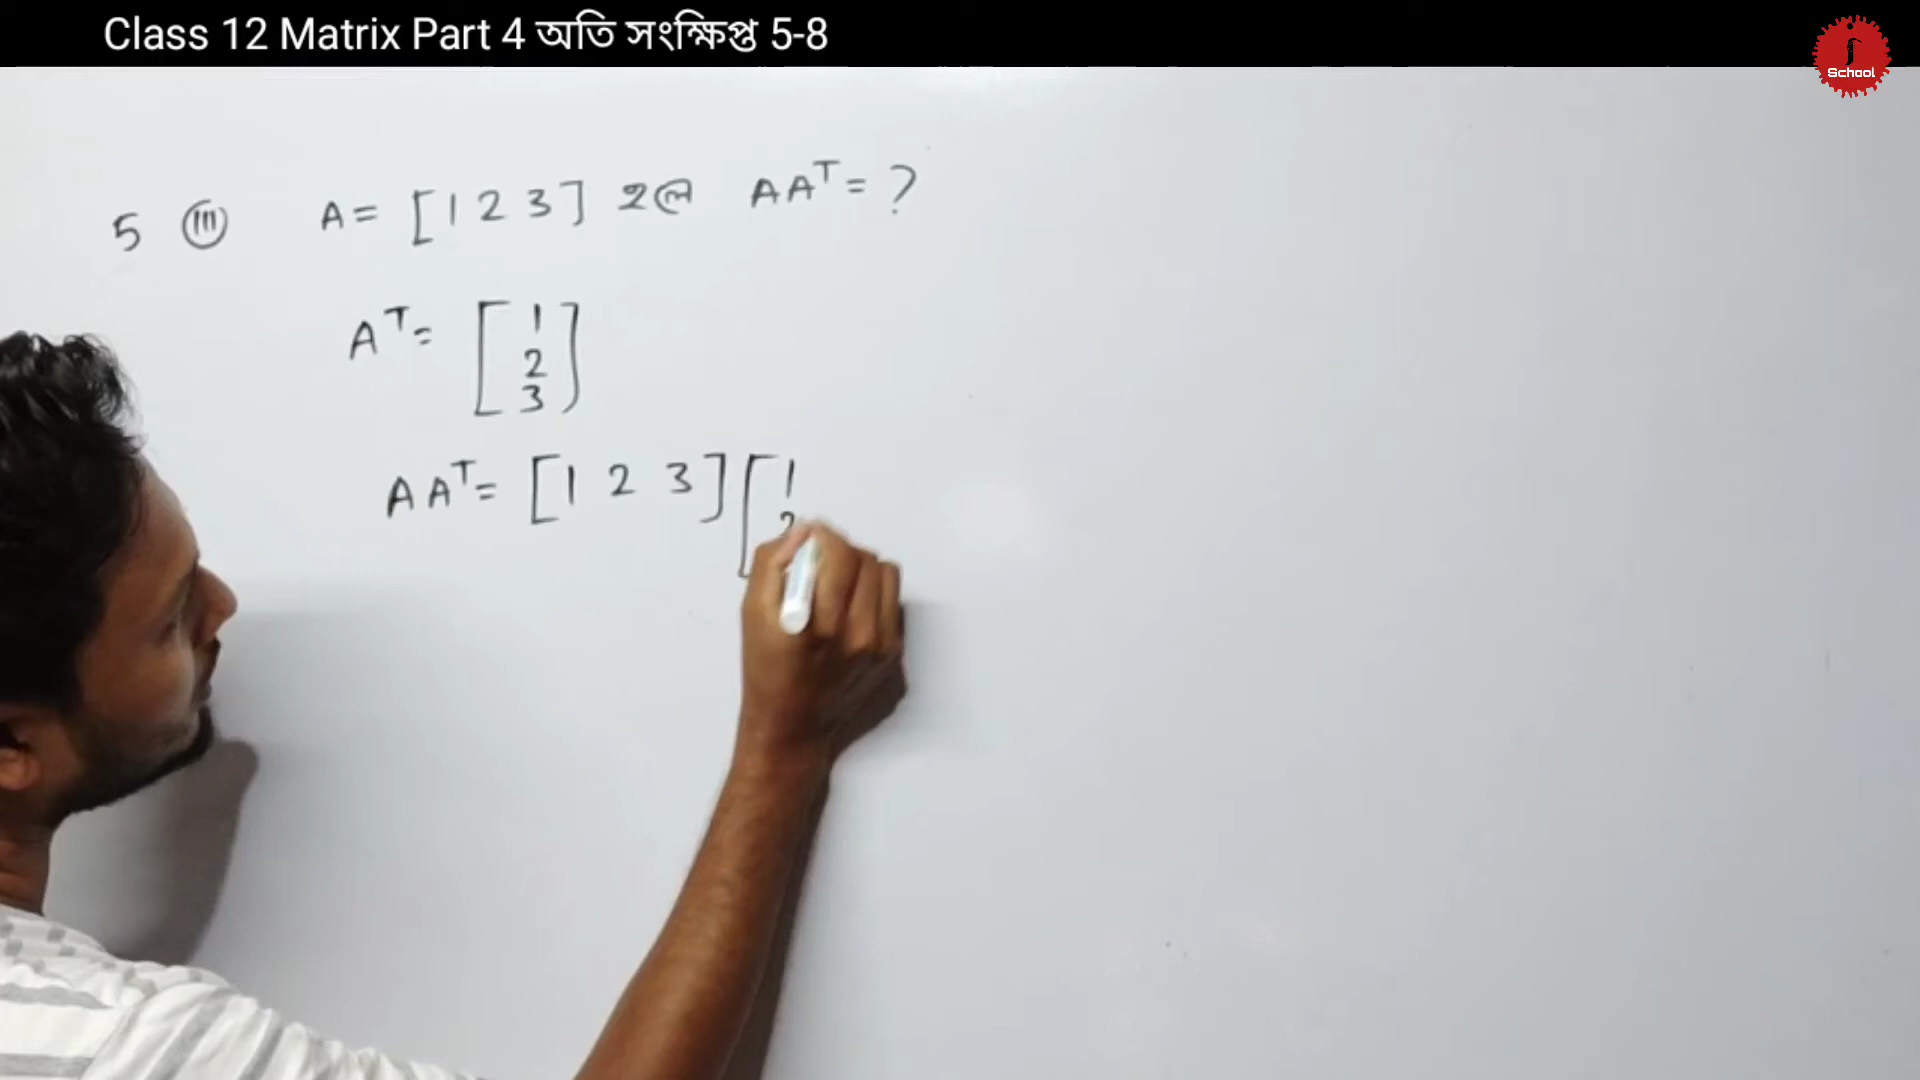 Class 12 Matrix Part 4 অতি সংক্ষিপ্ত 5-8
School
5 (iii) A = [1 2 3] হলে AAᵀ = ?
Aᵀ = [1
2
3]
AAᵀ = [1 2 3] [1
2